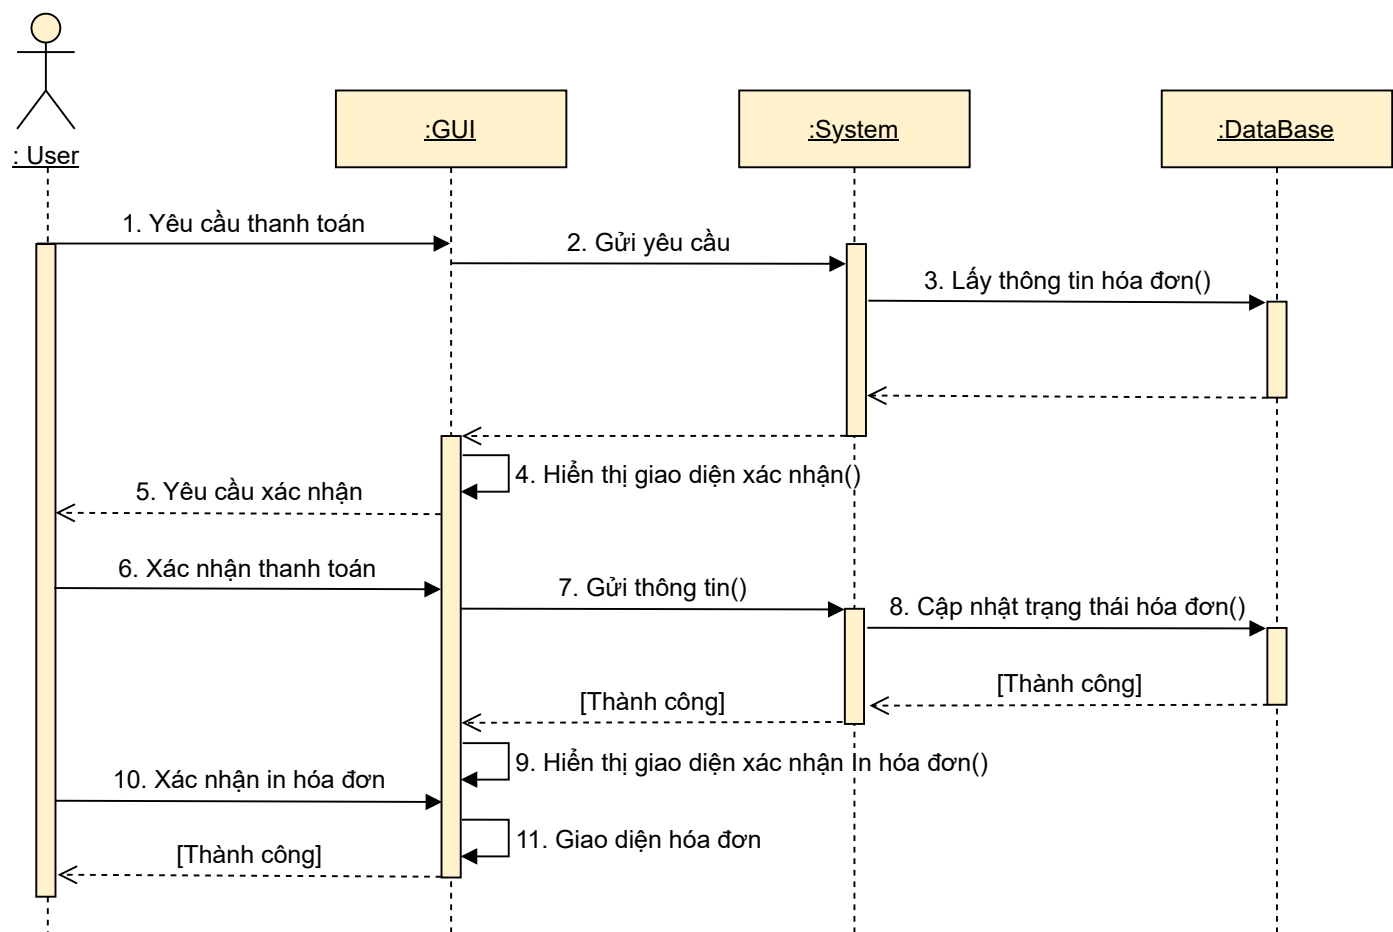 : User
:GUI
:System
:DataBase
1. Yêu cầu thanh toán
2. Gửi yêu cầu
3. Lấy thông tin hóa đơn()
4. Hiển thị giao diện xác nhận()
5. Yêu cầu xác nhận
6. Xác nhận thanh toán
7. Gửi thông tin()
8. Cập nhật trạng thái hóa đơn()
[Thành công]
[Thành công]
9. Hiển thị giao diện xác nhận in hóa đơn()
10. Xác nhận in hóa đơn
11. Giao diện hóa đơn
[Thành công]